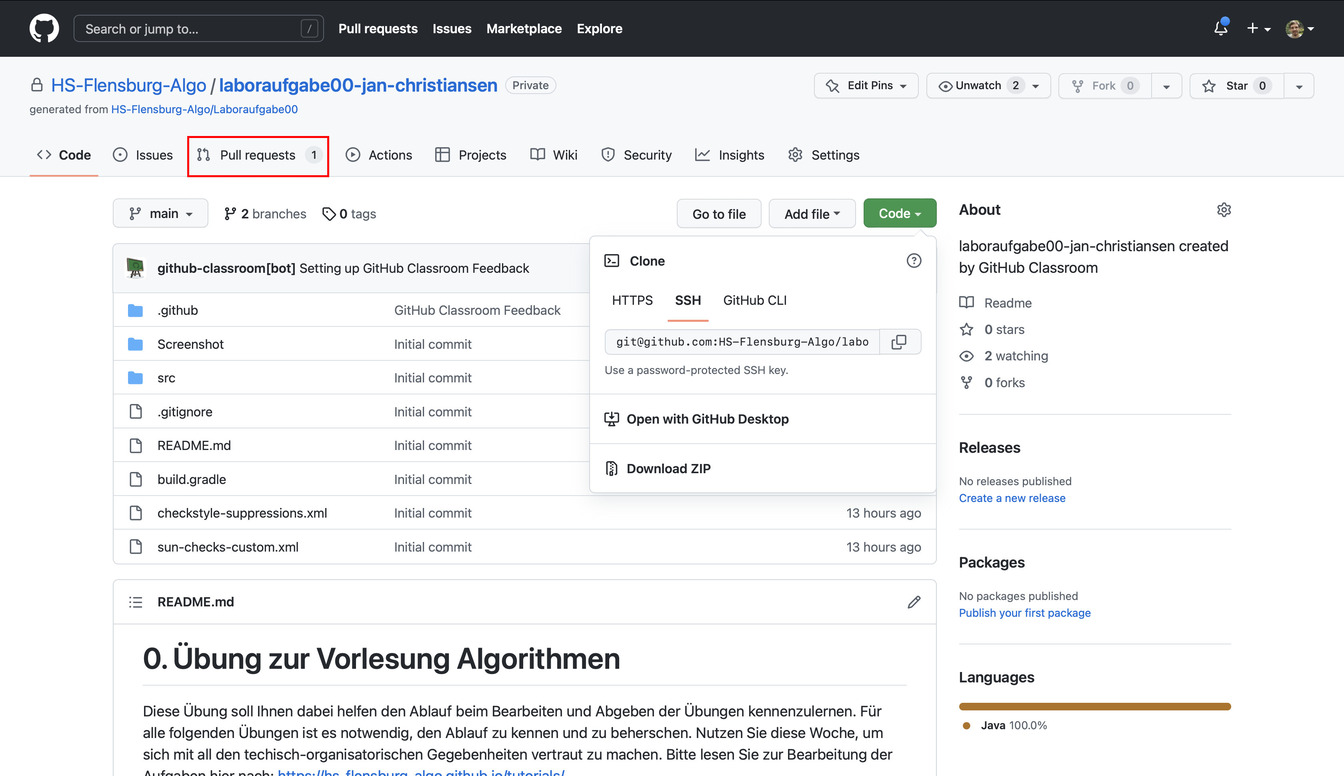 Search or jump to... /
Pull requests Issues Marketplace Explore
HS-Flensburg-Algo / laboraufgabe00-jan-christiansen Private
generated from HS-Flensburg-Algo/Laboraufgabe00
Edit Pins Unwatch 2 Fork 0 Star 0
Code Issues Pull requests 1 Actions Projects Wiki Security Insights Settings
main 2 branches 0 tags
Go to file Add file Code
github-classroom[bot] Setting up GitHub Classroom Feedback
.github GitHub Classroom Feedback
Screenshot Initial commit
src Initial commit
.gitignore Initial commit
README.md Initial commit
build.gradle Initial commit
checkstyle-suppressions.xml Initial commit 13 hours ago
sun-checks-custom.xml Initial commit 13 hours ago
Clone
HTTPS SSH GitHub CLI
git@github.com:HS-Flensburg-Algo/labo
Use a password-protected SSH key.
Open with GitHub Desktop
Download ZIP
README.md
0. Übung zur Vorlesung Algorithmen
Diese Übung soll Ihnen dabei helfen den Ablauf beim Bearbeiten und Abgeben der Übungen kennenzulernen. Für
alle folgenden Übungen ist es notwendig, den Ablauf zu kennen und zu beherschen. Nutzen Sie diese Woche, um
sich mit all den techisch-organisatorischen Gegebenheiten vertraut zu machen. Bitte lesen Sie zur Bearbeitung der
Aufgaben hier nach: https://hs-flensburg-algo.github.io/tutorials/
About
laboraufgabe00-jan-christiansen created
by GitHub Classroom
Readme
0 stars
2 watching
0 forks
Releases
No releases published
Create a new release
Packages
No packages published
Publish your first package
Languages
Java 100.0%